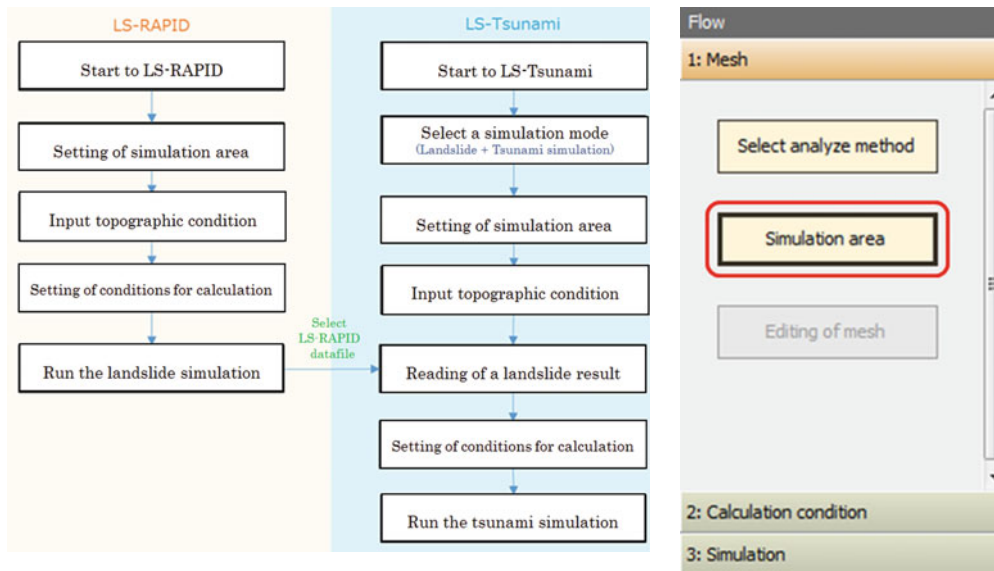 LS-RAPID
Start to LS-RAPID
Setting of simulation area
Input topographic condition
Setting of conditions for calculation
Run the landslide simulation
Select
LS-RAPID
datafile
LS-Tsunami
Start to LS-Tsunami
Select a simulation mode
(Landslide + Tsunami simulation)
Setting of simulation area
Input topographic condition
Reading of a landslide result
Setting of conditions for calculation
Run the tsunami simulation
Flow
1: Mesh
Select analyze method
Simulation area
Editing of mesh
2: Calculation condition
3: Simulation